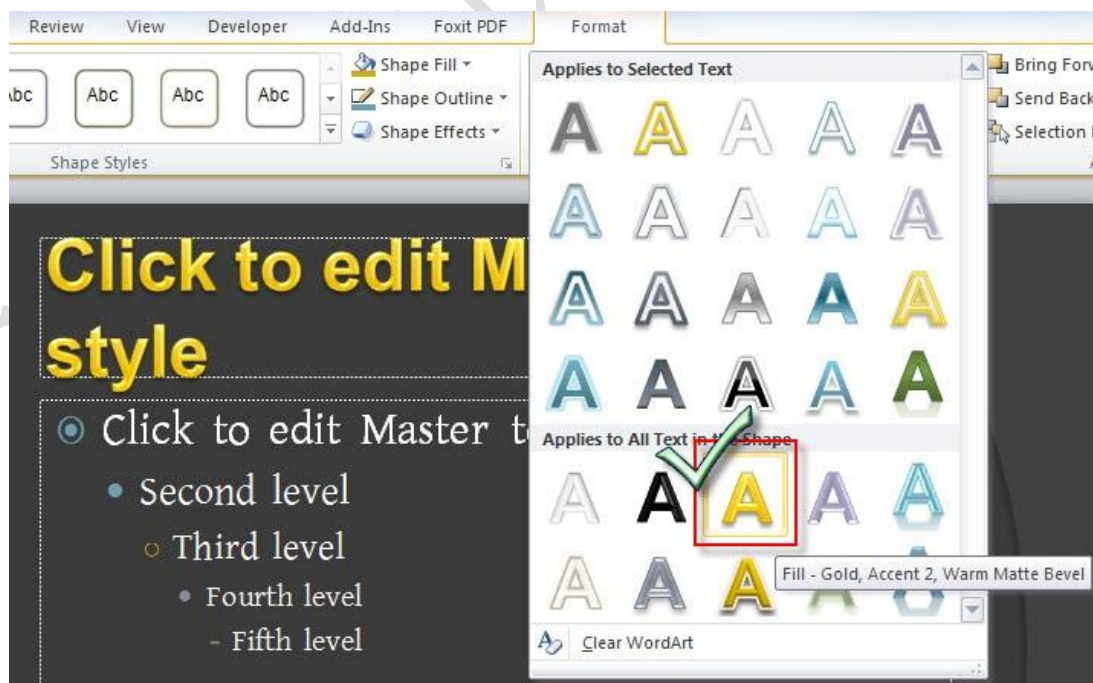 Review View Developer Add-Ins Foxit PDF Format
Abc Abc Abc Shape Fill
Shape Outline
Shape Effects
Shape Styles
Applies to Selected Text
A A A A A
A A A A A
A A A A A
A A A A A
Applies to All Text in the Shape
A A A A A
A A A A A
Fill - Gold, Accent 2, Warm Matte Bevel
Clear WordArt
Bring Forw
Send Back
Selection
Click to edit M
style
Click to edit Master t
Second level
Third level
Fourth level
- Fifth level